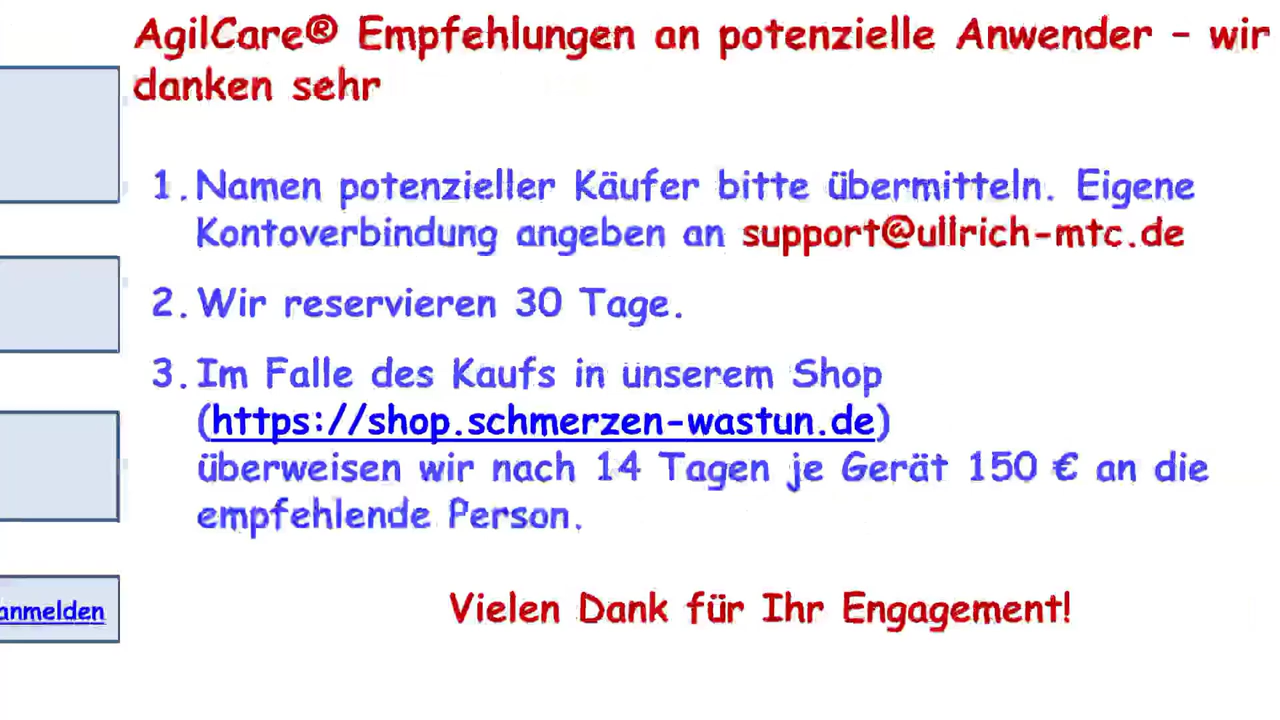 AgilCare® Empfehlungen an potenzielle Anwender – wir
danken sehr
1. Namen potenzieller Käufer bitte übermitteln. Eigene
Kontoverbindung angeben an support@ullrich-mtc.de
2. Wir reservieren 30 Tage.
3. Im Falle des Kaufs in unserem Shop
(https://shop.schmerzen-wastun.de)
überweisen wir nach 14 Tagen je Gerät 150 € an die
empfehlende Person.
anmelden
Vielen Dank für Ihr Engagement!